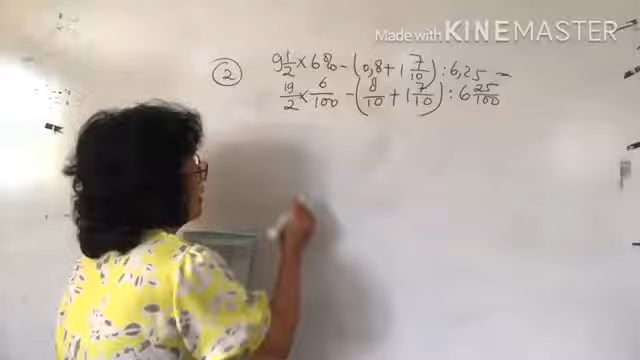 Made with KINEMASTER
② 9 1/2 × 6% - (0,8 + 1 7/10) : 6,25 =
19/2 × 6/100 - (8/10 + 1 7/10) : 6 25/100